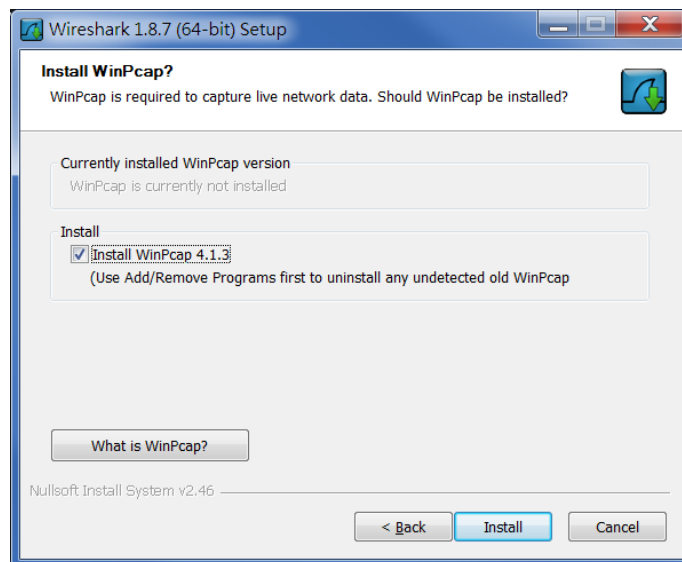 Wireshark 1.8.7 (64-bit) Setup
Install WinPcap?
WinPcap is required to capture live network data. Should WinPcap be installed?
Currently installed WinPcap version
WinPcap is currently not installed
Install
Install WinPcap 4.1.3
(Use Add/Remove Programs first to uninstall any undetected old WinPcap
What is WinPcap?
Nullsoft Install System v2.46
< Back Install Cancel